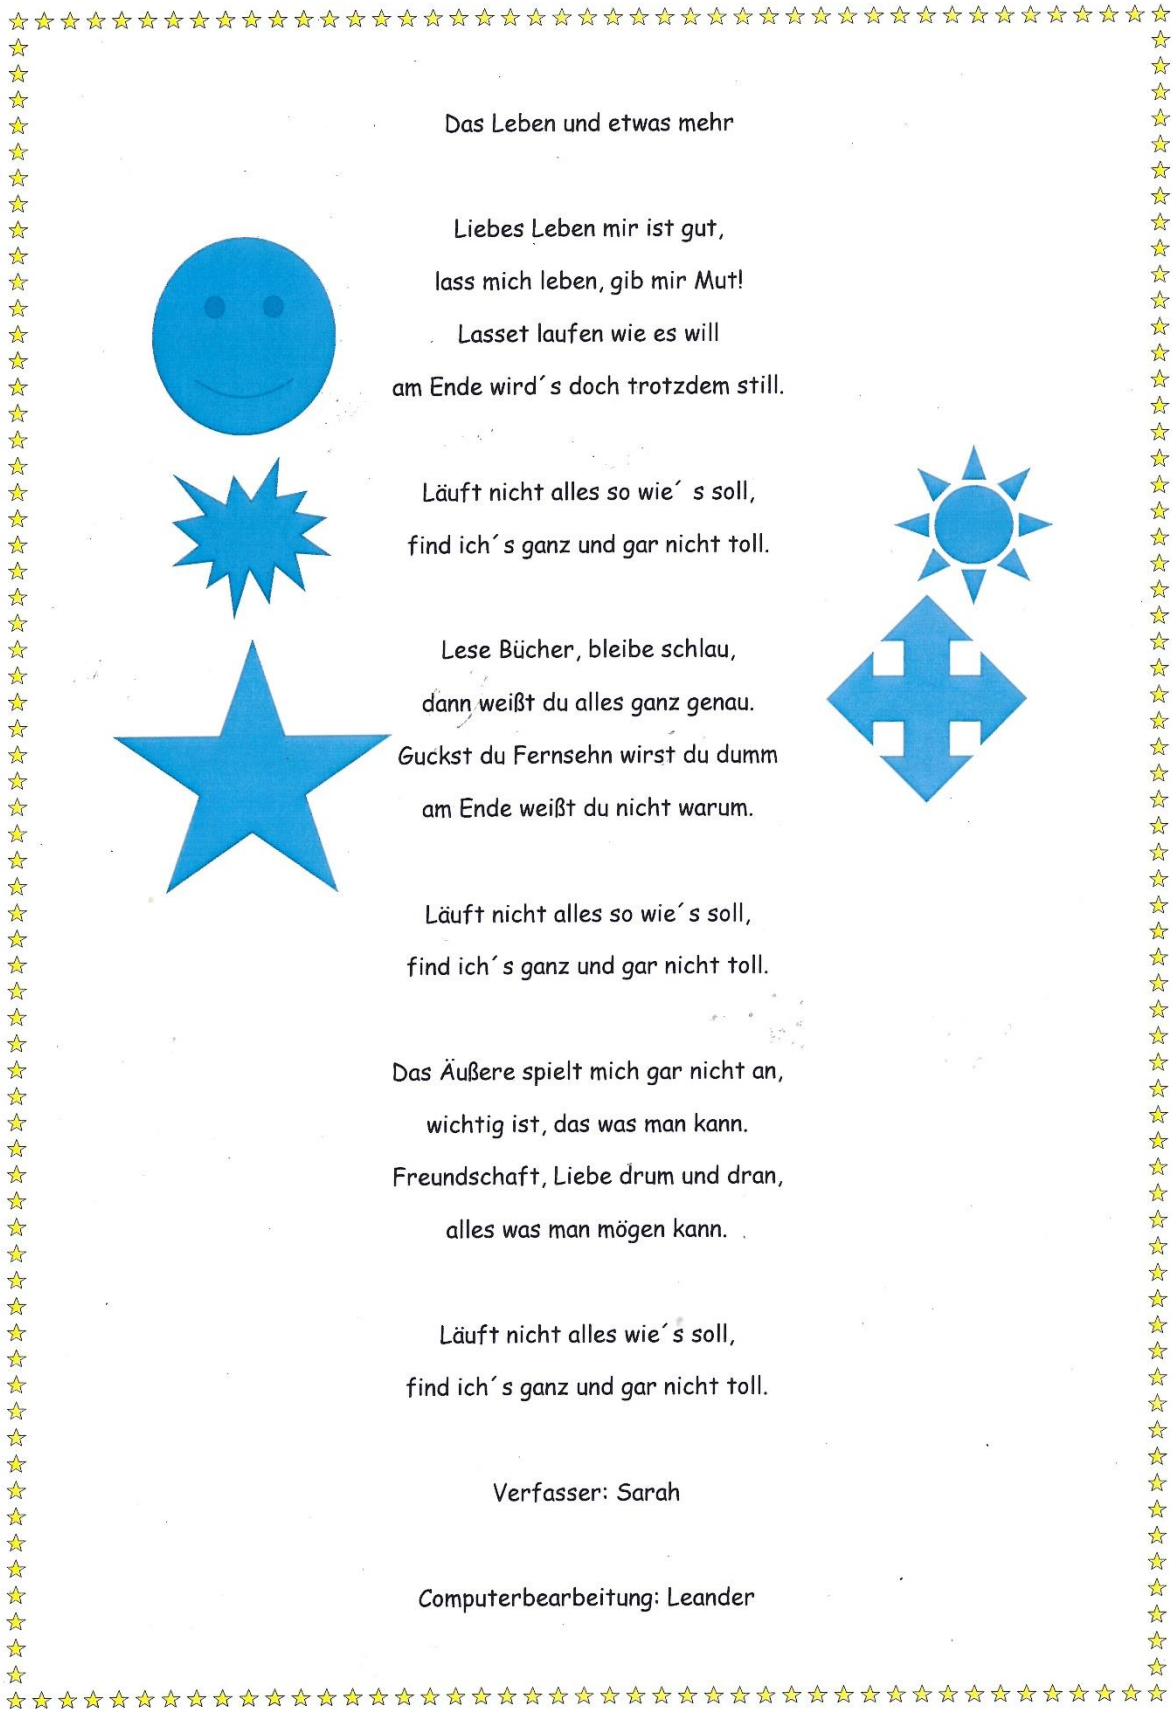 Das Leben und etwas mehr
Liebes Leben mir ist gut,
lass mich leben, gib mir Mut!
Lasset laufen wie es will
am Ende wird´s doch trotzdem still.
Läuft nicht alles so wie´ s soll,
find ich´s ganz und gar nicht toll.
Lese Bücher, bleibe schlau,
dann weißt du alles ganz genau.
Guckst du Fernsehn wirst du dumm
am Ende weißt du nicht warum.
Läuft nicht alles so wie´s soll,
find ich´s ganz und gar nicht toll.
Das Äußere spielt mich gar nicht an,
wichtig ist, das was man kann.
Freundschaft, Liebe drum und dran,
alles was man mögen kann.
Läuft nicht alles wie´s soll,
find ich´s ganz und gar nicht toll.
Verfasser: Sarah
Computerbearbeitung: Leander